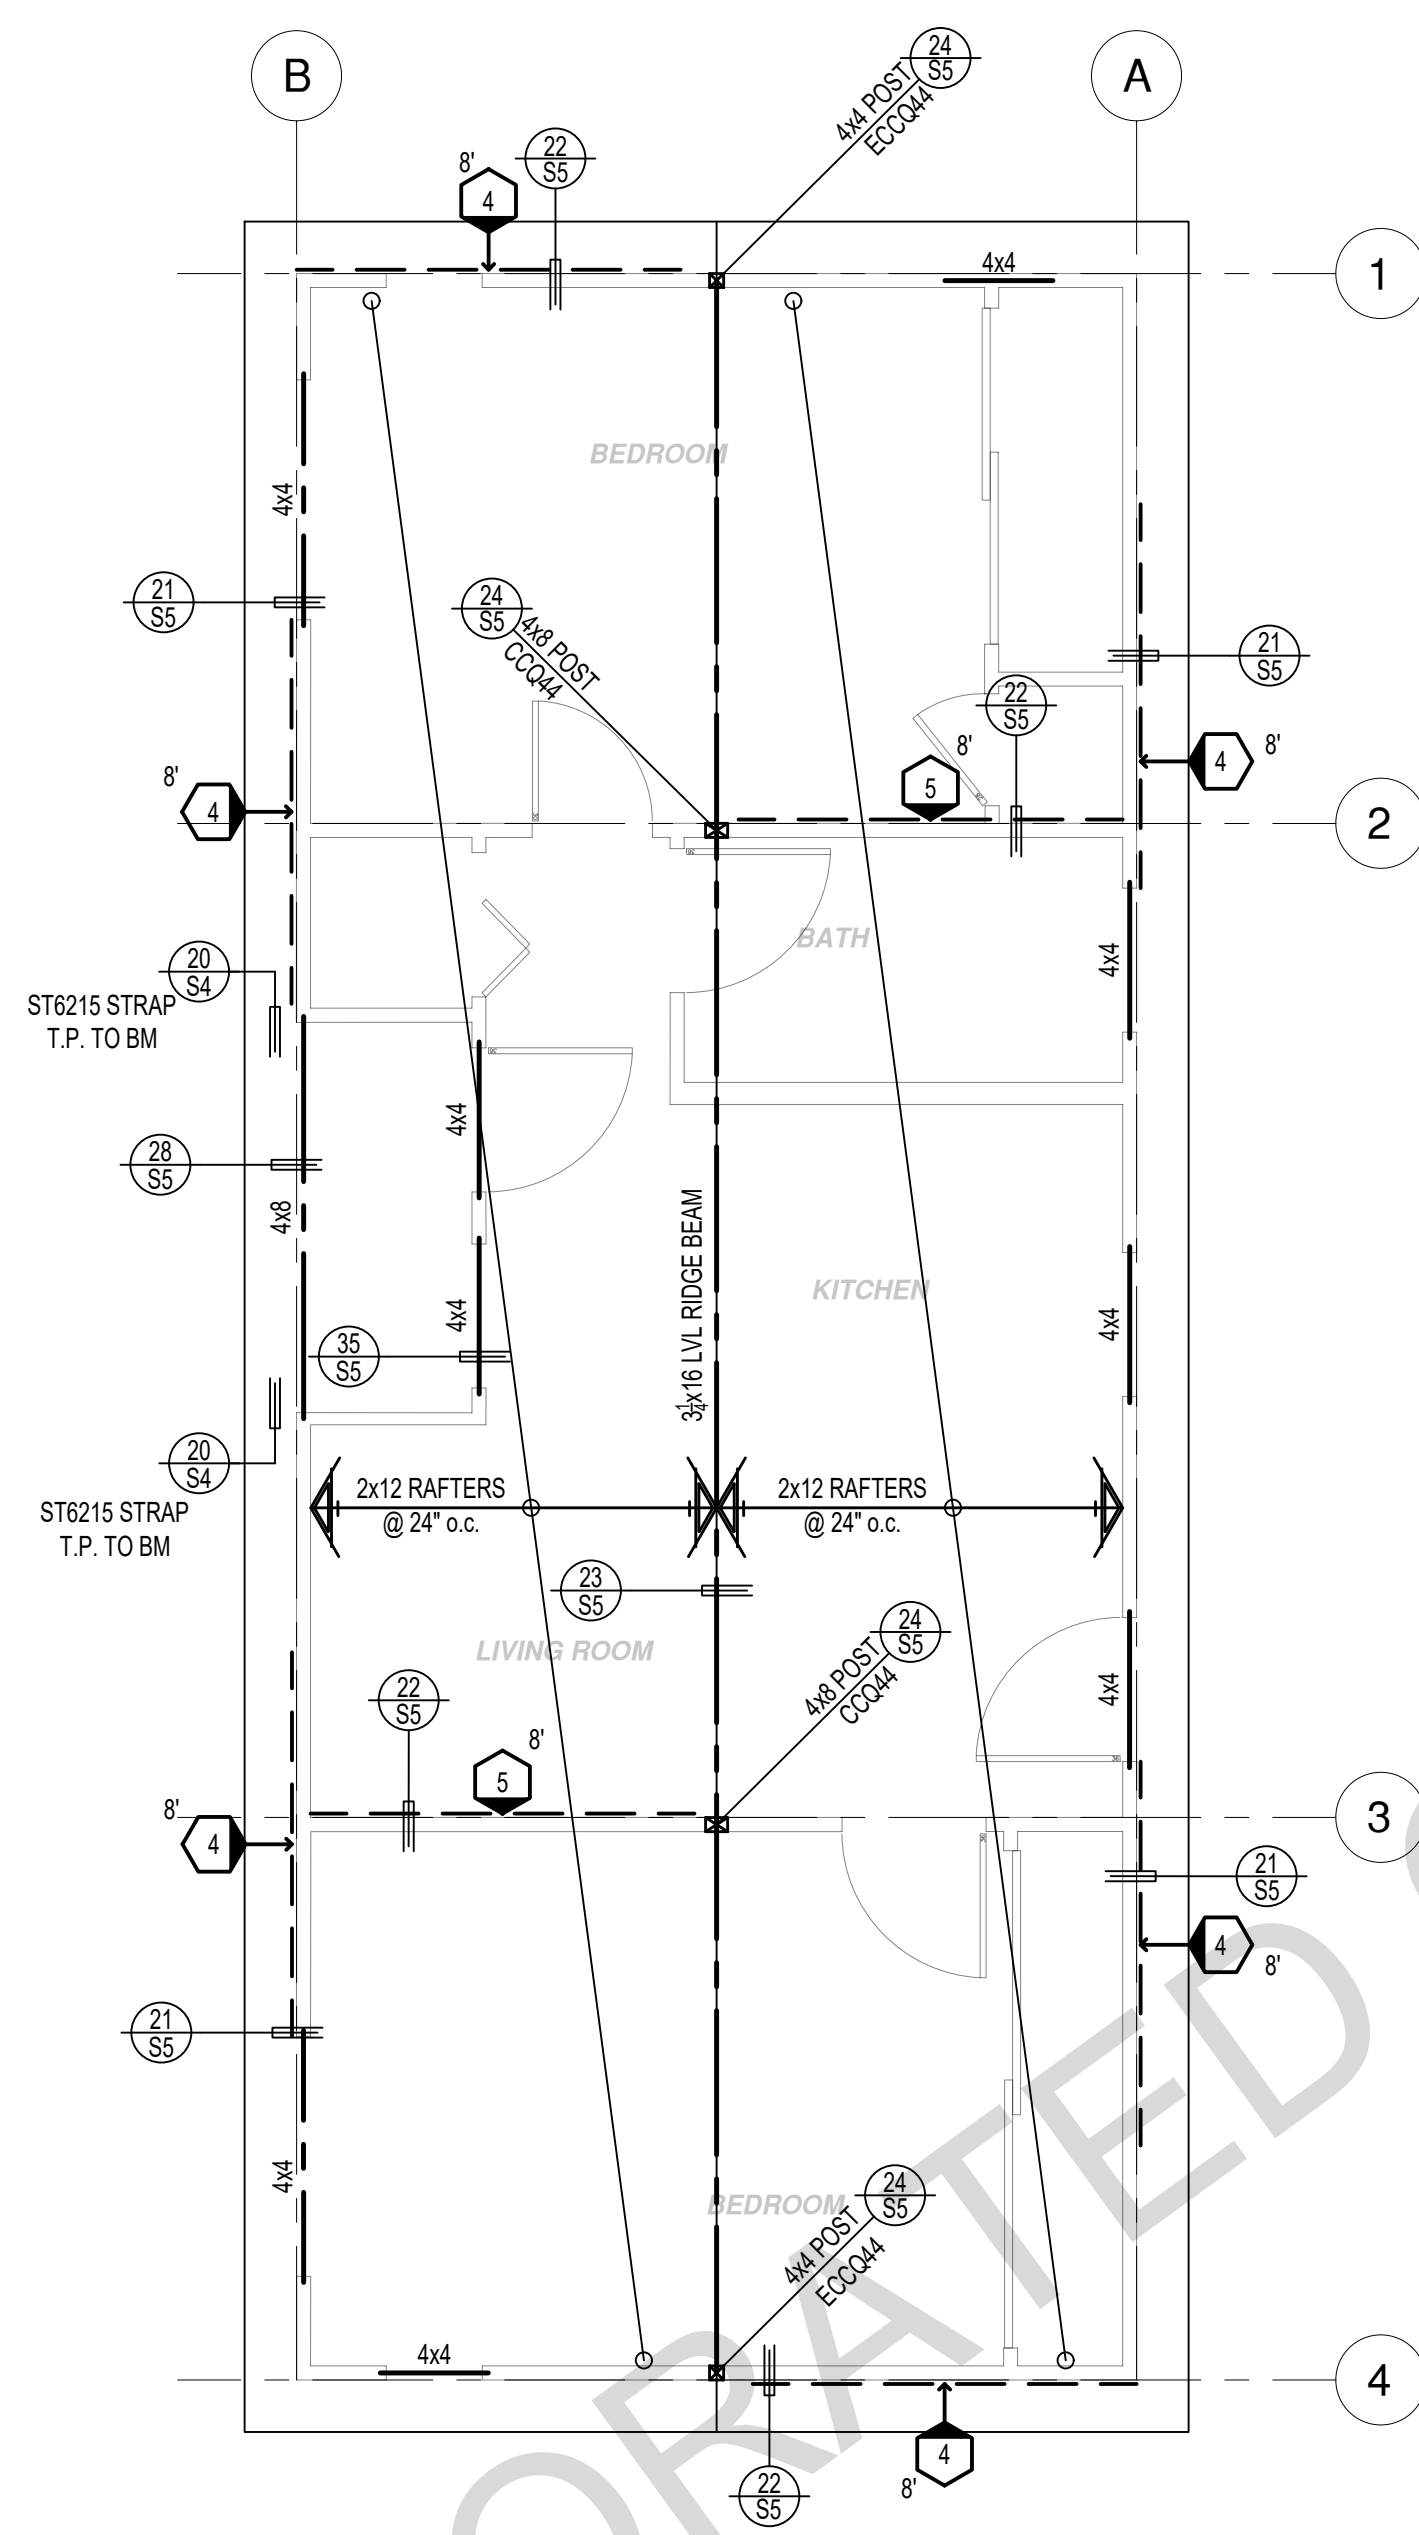 B
A
24
S5
4x4 POST
ECCQ44
22
S5
8'
4
1
4x4
BEDROOM
4x4
21
S5
24
S5
4x8 POST
CCQ44
21
S5
22
S5
8'
5
8'
4
8'
4
2
BATH
4x4
20
S4
ST6215 STRAP
T.P. TO BM
4x4
28
S5
4x8
3¼x16 LVL RIDGE BEAM
KITCHEN
4x4
4x4
35
S5
20
S4
ST6215 STRAP
T.P. TO BM
2x12 RAFTERS
@ 24" o.c.
2x12 RAFTERS
@ 24" o.c.
23
S5
24
S5
4x8 POST
CCQ44
LIVING ROOM
4x4
22
S5
8'
5
8'
4
3
21
S5
4
8'
21
S5
4x4
BEDROOM
24
S5
4x4 POST
ECCQ44
4x4
4
4
8'
22
S5
ORATED